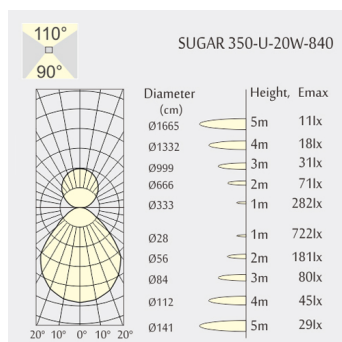 110°
90°
SUGAR 350-U-20W-840
Diameter Height, Emax
(cm)
Ø1665 5m 11lx
Ø1332 4m 18lx
Ø999 3m 31lx
Ø666 2m 71lx
Ø333 1m 282lx
Ø28 1m 722lx
Ø56 2m 181lx
Ø84 3m 80lx
Ø112 4m 45lx
Ø141 5m 29lx
20° 10° 0° 10° 20°